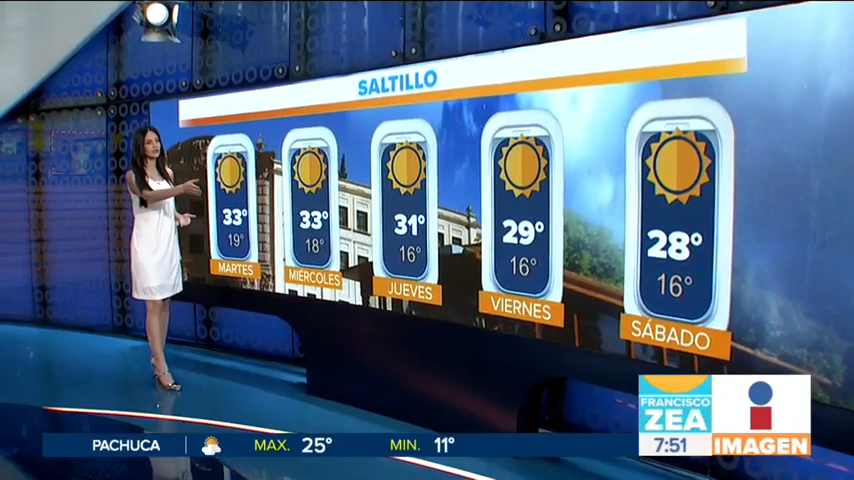 SALTILLO
33° 33° 31° 29° 28°
19° 18° 16° 16° 16°
MARTES MIÉRCOLES JUEVES VIERNES SÁBADO
FRANCISCO
ZEA
7:51 IMAGEN
PACHUCA MAX. 25° MIN. 11°